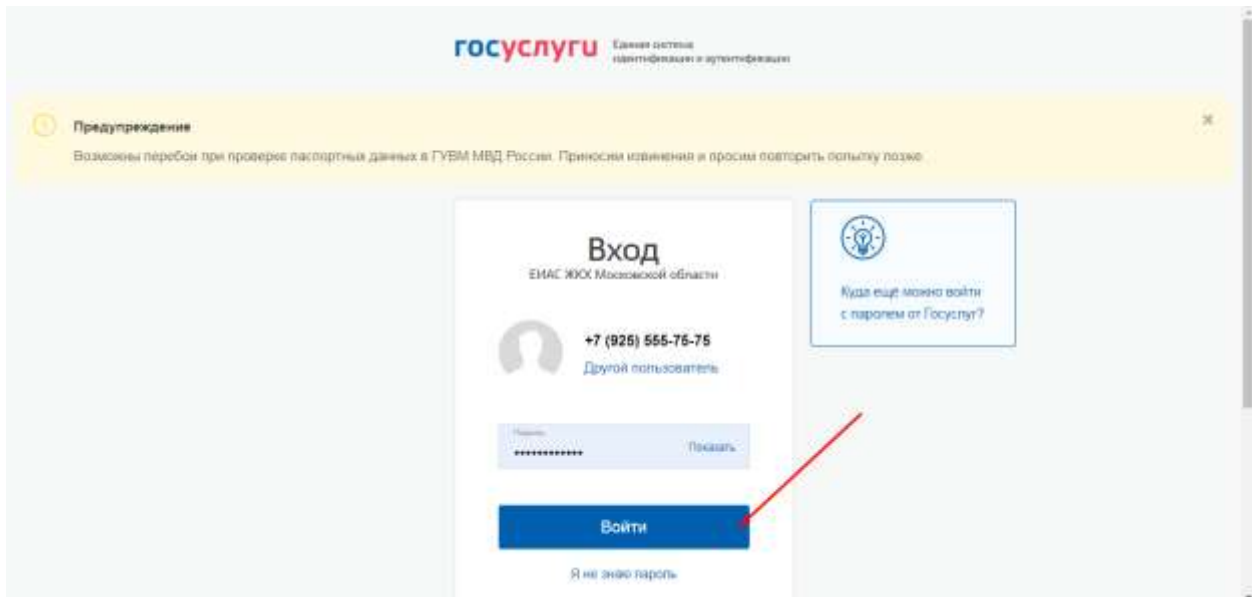 госуслуги
Единая система
идентификации и аутентификации
Предупреждение
Возможны перебои при проверке паспортных данных в ГУВМ МВД России. Приносим извинения и просим повторить попытку позже.
Вход
ЕИАС ЖКХ Московской области
Куда ещё можно войти
с паролем от Госуслуг?
+7 (925) 555-75-75
Другой пользователь
Пароль
Показать
Войти
Я не знаю пароль